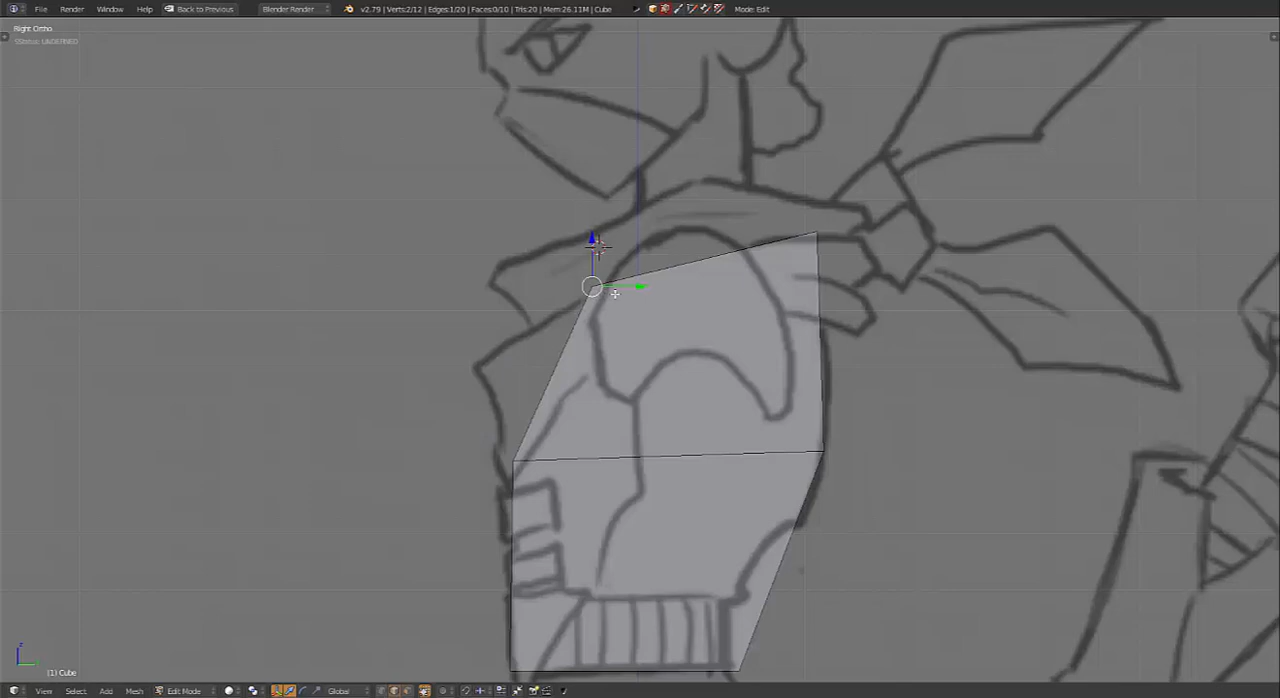 File Render Window Help Back to Previous Blender Render v2.79 | Verts:2/12 | Edges:1/20 | Faces:0/10 | Tris:20 | Mem:26.11M | Cube Mode: Edit
Right Ortho
SStatus: UNDEFINED
z
(1) Cube
View Select Add Mesh Edit Mode Global